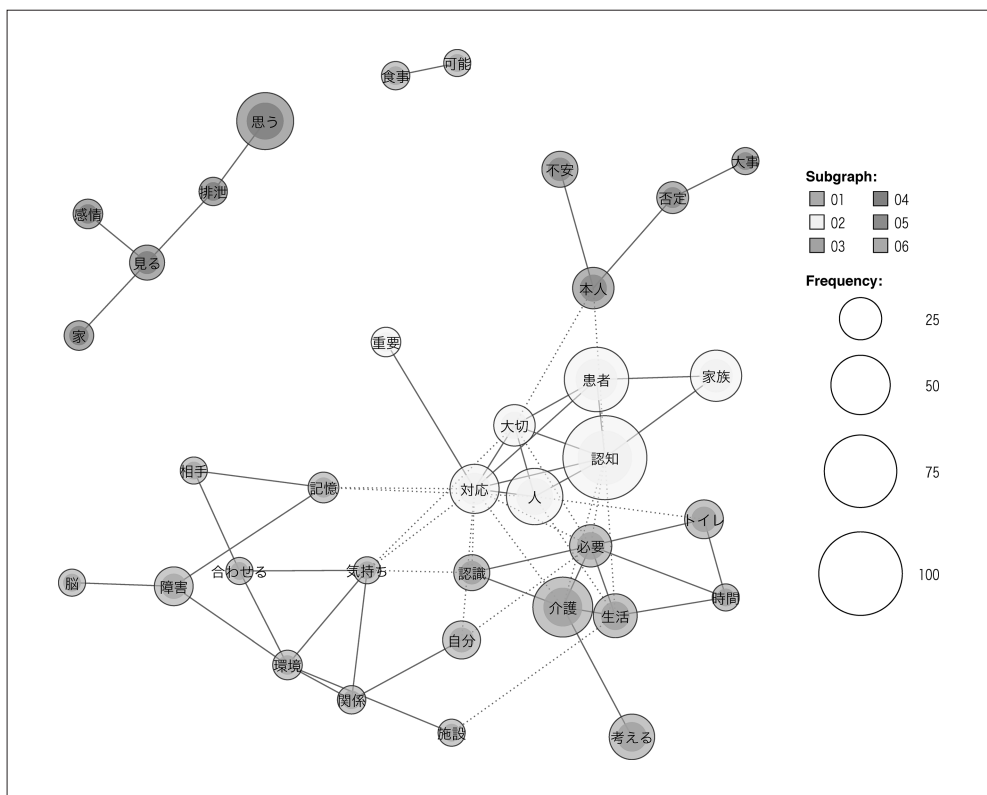 可能
食事
思う
不安
大事
排泄
否定
感情
見る
本人
家
重要
患者
家族
大切
認知
相手
記憶
対応
人
トイレ
必要
脳
障害
合わせる
気持ち
認識
時間
介護
生活
自分
環境
関係
施設
考える
Subgraph:
01 04
02 05
03 06
Frequency:
25
50
75
100